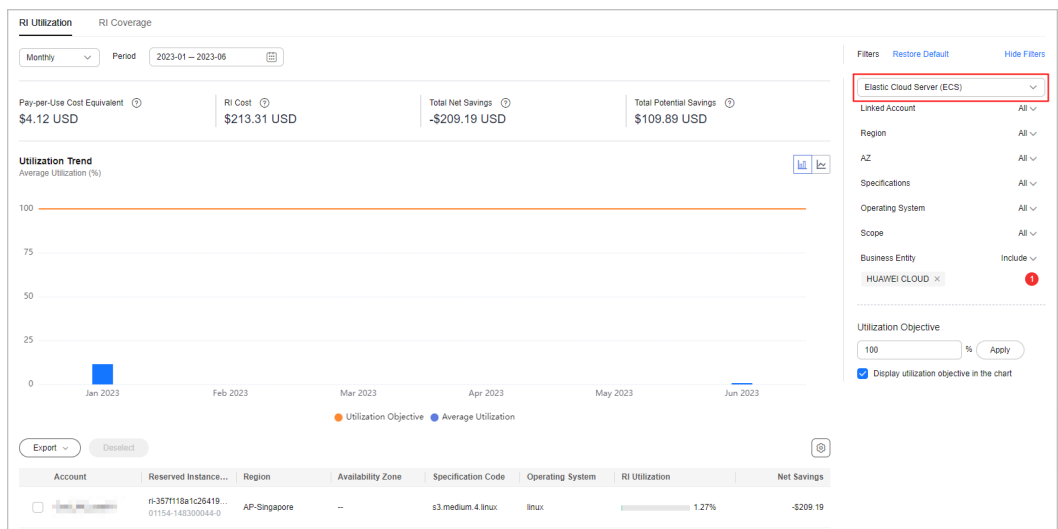 RI Utilization RI Coverage
Monthly Period 2023-01 — 2023-06
Filters Restore Default Hide Filters
Elastic Cloud Server (ECS)
Pay-per-Use Cost Equivalent ? RI Cost ? Total Net Savings ? Total Potential Savings ?
$4.12 USD $213.31 USD -$209.19 USD $109.89 USD
Linked Account All
Region All
AZ All
Specifications All
Operating System All
Scope All
Business Entity Include
HUAWEI CLOUD × 1
Utilization Objective
100 % Apply
Display utilization objective in the chart
Utilization Trend
Average Utilization (%)
100
75
50
25
0
Jan 2023 Feb 2023 Mar 2023 Apr 2023 May 2023 Jun 2023
Utilization Objective Average Utilization
Export Deselect
Account Reserved Instance... Region Availability Zone Specification Code Operating System RI Utilization Net Savings
ri-357f118a1c26419...
01154-148300044-0
AP-Singapore -- s3.medium.4.linux linux 1.27% -$209.19